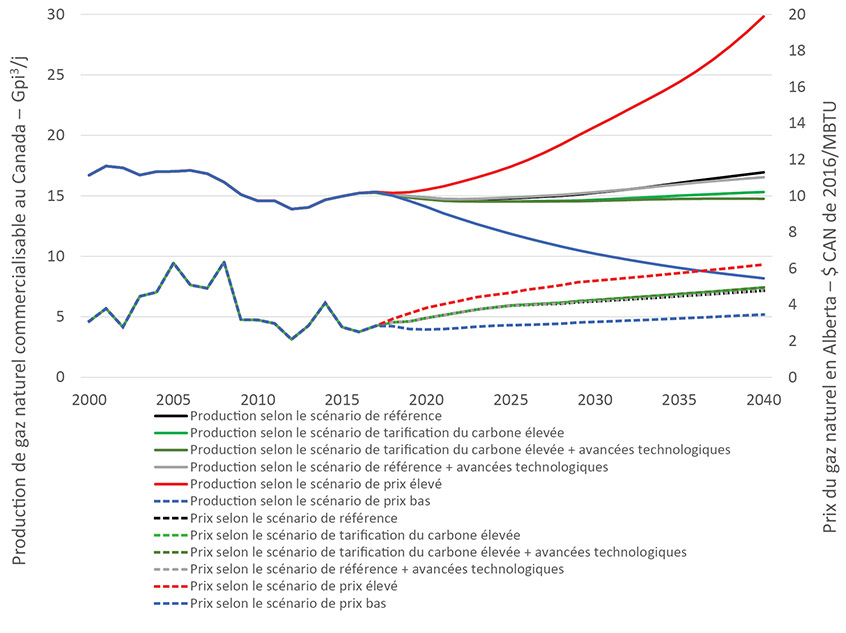 Production de gaz naturel commercialisable au Canada – Gpi³/j
30
25
20
15
10
5
0
20
18
16
14
12
10
8
6
4
2
0
Prix du gaz naturel en Alberta – $ CAN de 2016/MBTU
2000
2005
2010
2015
2020
2025
2030
2035
2040
Production selon le scénario de référence
Production selon le scénario de tarification du carbone élevée
Production selon le scénario de tarification du carbone élevée + avancées technologiques
Production selon le scénario de référence + avancées technologiques
Production selon le scénario de prix élevé
Production selon le scénario de prix bas
Prix selon le scénario de référence
Prix selon le scénario de tarification du carbone élevée
Prix selon le scénario de tarification du carbone élevée + avancées technologiques
Prix selon le scénario de référence + avancées technologiques
Prix selon le scénario de prix élevé
Prix selon le scénario de prix bas